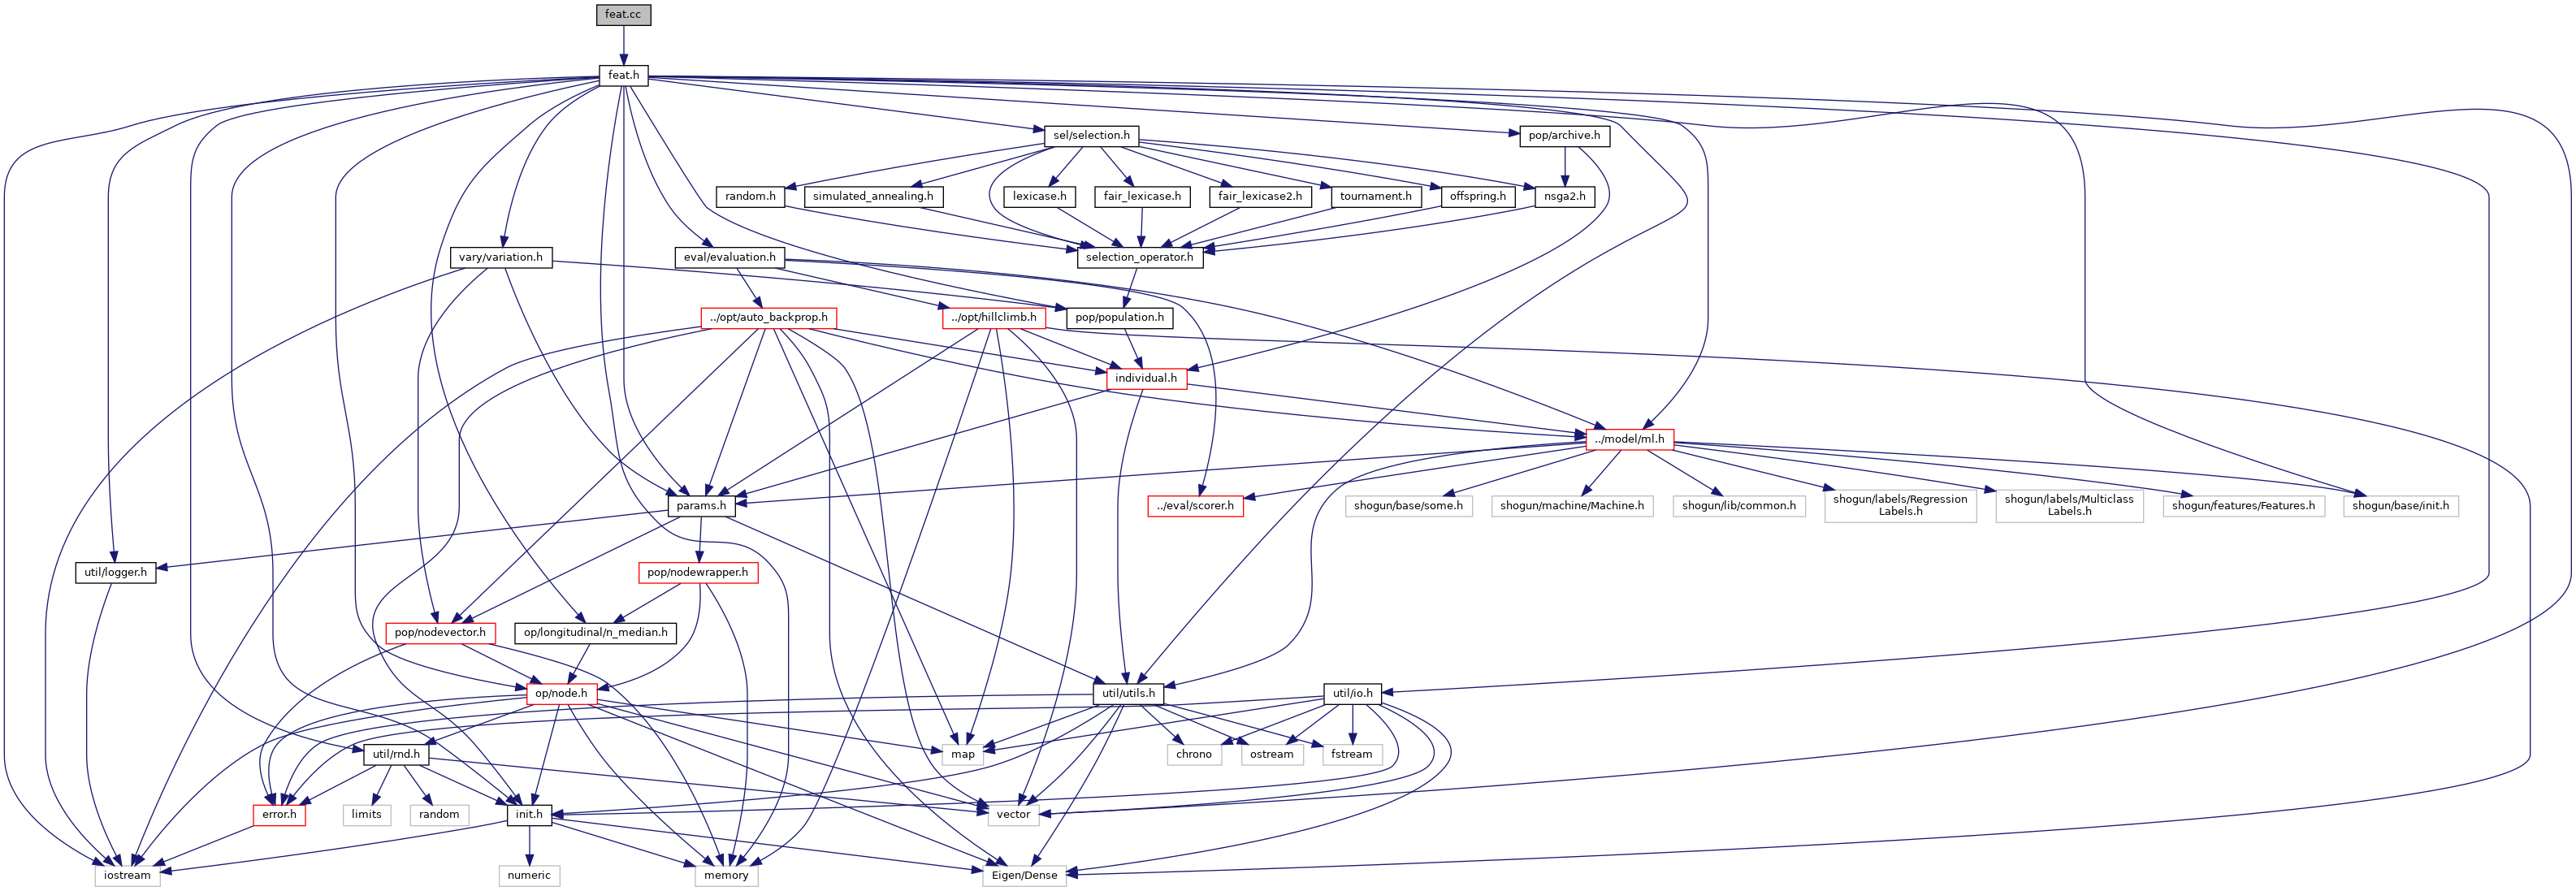 feat.cc
feat.h
sel/selection.h
pop/archive.h
random.h
simulated_annealing.h
lexicase.h
fair_lexicase.h
fair_lexicase2.h
tournament.h
offspring.h
nsga2.h
vary/variation.h
eval/evaluation.h
selection_operator.h
../opt/auto_backprop.h
../opt/hillclimb.h
pop/population.h
individual.h
../model/ml.h
params.h
../eval/scorer.h
shogun/base/some.h
shogun/machine/Machine.h
shogun/lib/common.h
shogun/labels/Regression
Labels.h
shogun/labels/Multiclass
Labels.h
shogun/features/Features.h
shogun/base/init.h
util/logger.h
pop/nodewrapper.h
pop/nodevector.h
op/longitudinal/n_median.h
op/node.h
util/utils.h
util/io.h
util/rnd.h
map
chrono
ostream
fstream
error.h
limits
random
init.h
vector
iostream
numeric
memory
Eigen/Dense